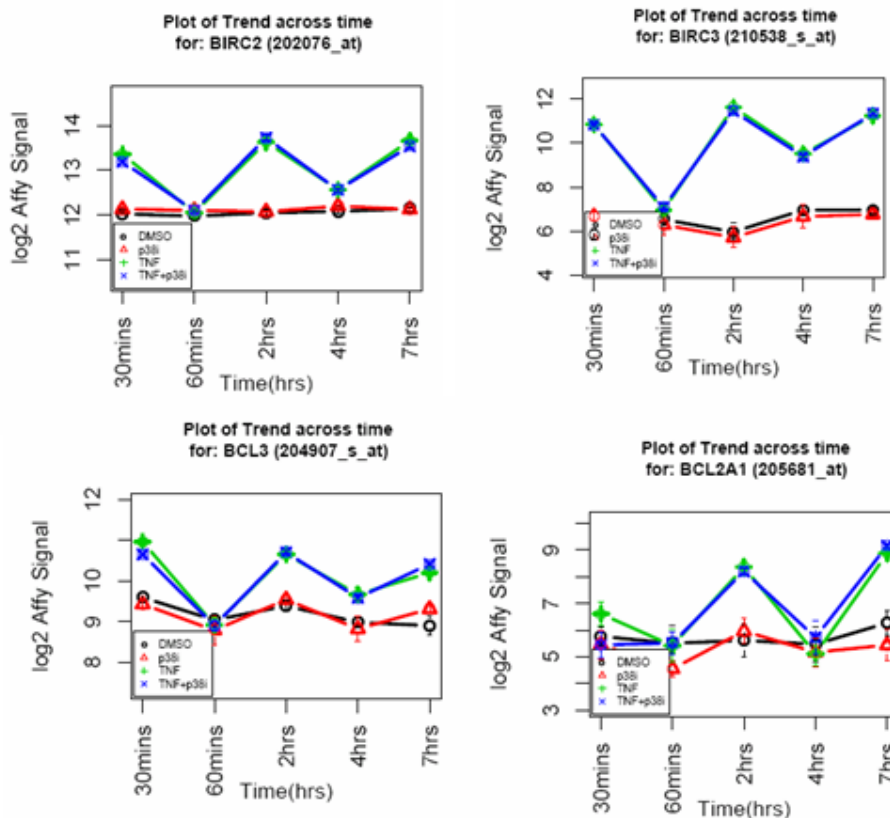 Plot of Trend across time
for: BIRC2 (202076_at)
log2 Affy Signal
14
13
12
11
DMSO
p38i
TNF
TNF+p38i
30mins
60mins
2hrs
4hrs
7hrs
Time(hrs)
Plot of Trend across time
for: BIRC3 (210538_s_at)
log2 Affy Signal
12
10
8
6
4
DMSO
p38i
TNF
TNF+p38i
30mins
60mins
2hrs
4hrs
7hrs
Time(hrs)
Plot of Trend across time
for: BCL3 (204907_s_at)
log2 Affy Signal
12
10
9
8
DMSO
p38i
TNF
TNF+p38i
30mins
60mins
2hrs
4hrs
7hrs
Time(hrs)
Plot of Trend across time
for: BCL2A1 (205681_at)
log2 Affy Signal
9
7
6
5
3
DMSO
p38i
TNF
TNF+p38i
30mins
60mins
2hrs
4hrs
7hrs
Time(hrs)